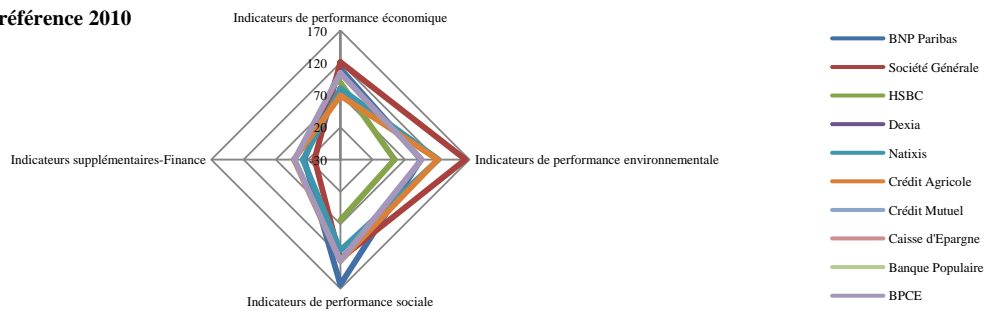 référence 2010
Indicateurs de performance économique
170
120
70
20
-30
Indicateurs supplémentaires-Finance
Indicateurs de performance environnementale
Indicateurs de performance sociale
BNP Paribas
Société Générale
HSBC
Dexia
Natixis
Crédit Agricole
Crédit Mutuel
Caisse d'Epargne
Banque Populaire
BPCE